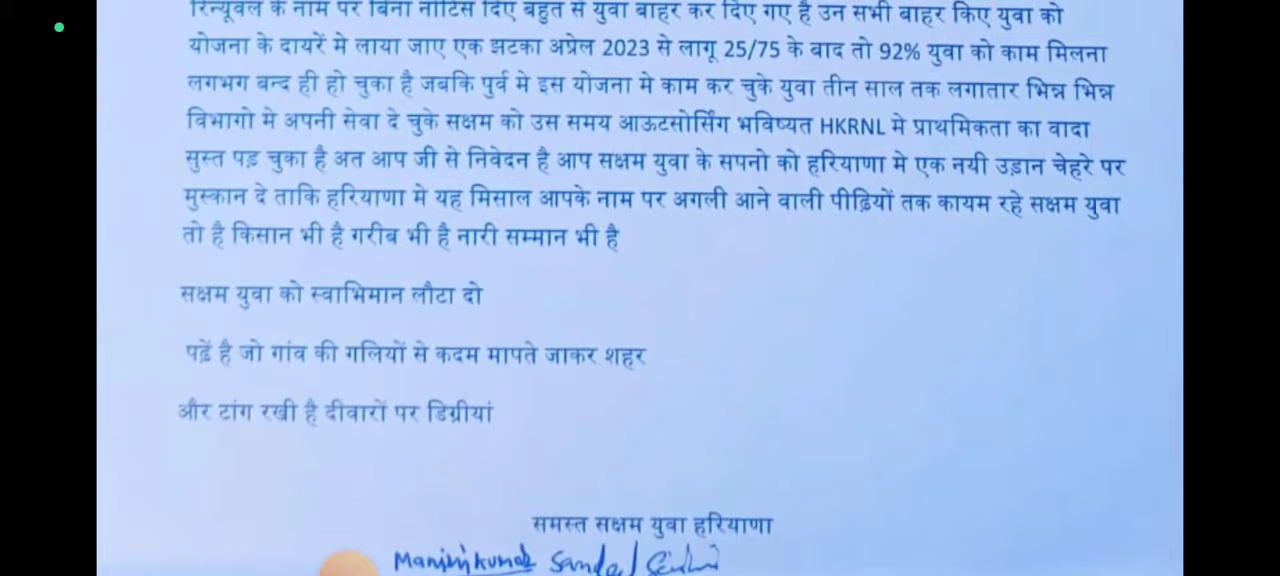 रिन्यूवल के नाम पर बिना नोटिस दिए बहुत से युवा बाहर कर दिए गए है उन सभी बाहर किए युवा को
योजना के दायरें मे लाया जाए एक झटका अप्रेल 2023 से लागू 25/75 के वाद तो 92% युवा को काम मिलना
लगभग बन्द ही हो चुका है जबकि पुर्व मे इस योजना मे काम कर चुके युवा तीन साल तक लगातार भिन्न भिन्न
विभागो मे अपनी सेवा दे चुके सक्षम को उस समय आऊटसोर्सिंग भविष्यत HKRNL मे प्राथमिकता का वादा
सुस्त पड़ चुका है अत आप जी से निवेदन है आप सक्षम युवा के सपनो को हरियाणा मे एक नयी उड़ान चेहरे पर
मुस्कान दे ताकि हरियाणा मे यह मिसाल आपके नाम पर अगली आने वाली पीढ़ियों तक कायम रहे सक्षम युवा
तो है किसान भी है गरीब भी है नारी सम्मान भी है
सक्षम युवा को स्वाभिमान लौटा दो
पढ़ें है जो गांव की गलियों से कदम मापते जाकर शहर
और टांग रखी है दीवारों पर डिग्रीयां
समस्त सक्षम युवा हरियाणा